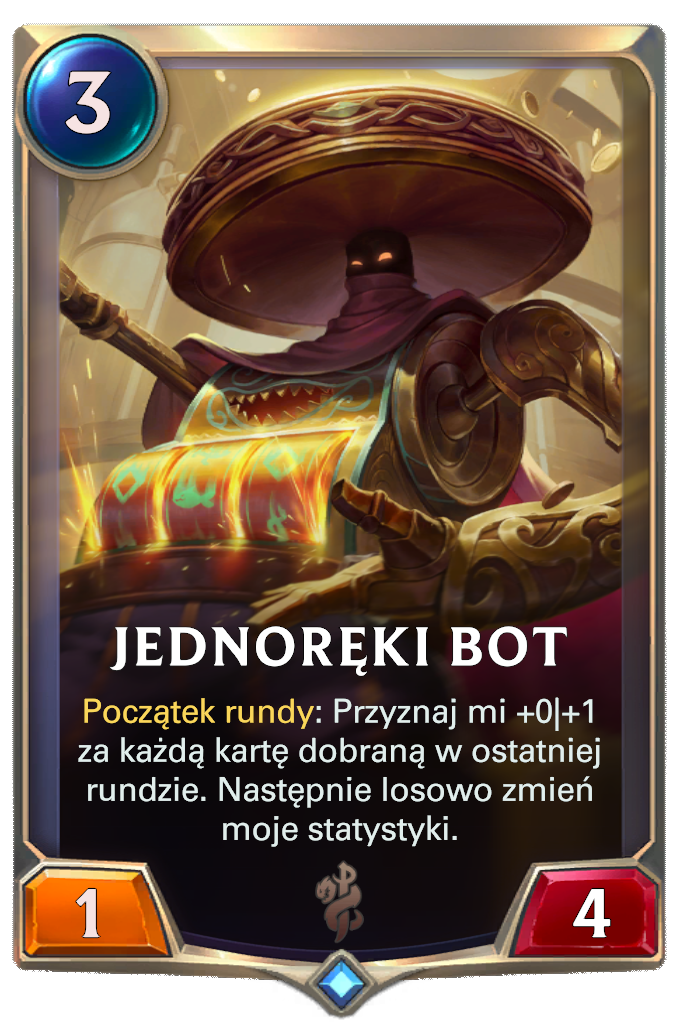 3
JEDNORĘKI BOT
Początek rundy: Przyznaj mi +0|+1
za każdą kartę dobraną w ostatniej
rundzie. Następnie losowo zmień
moje statystyki.
1
4